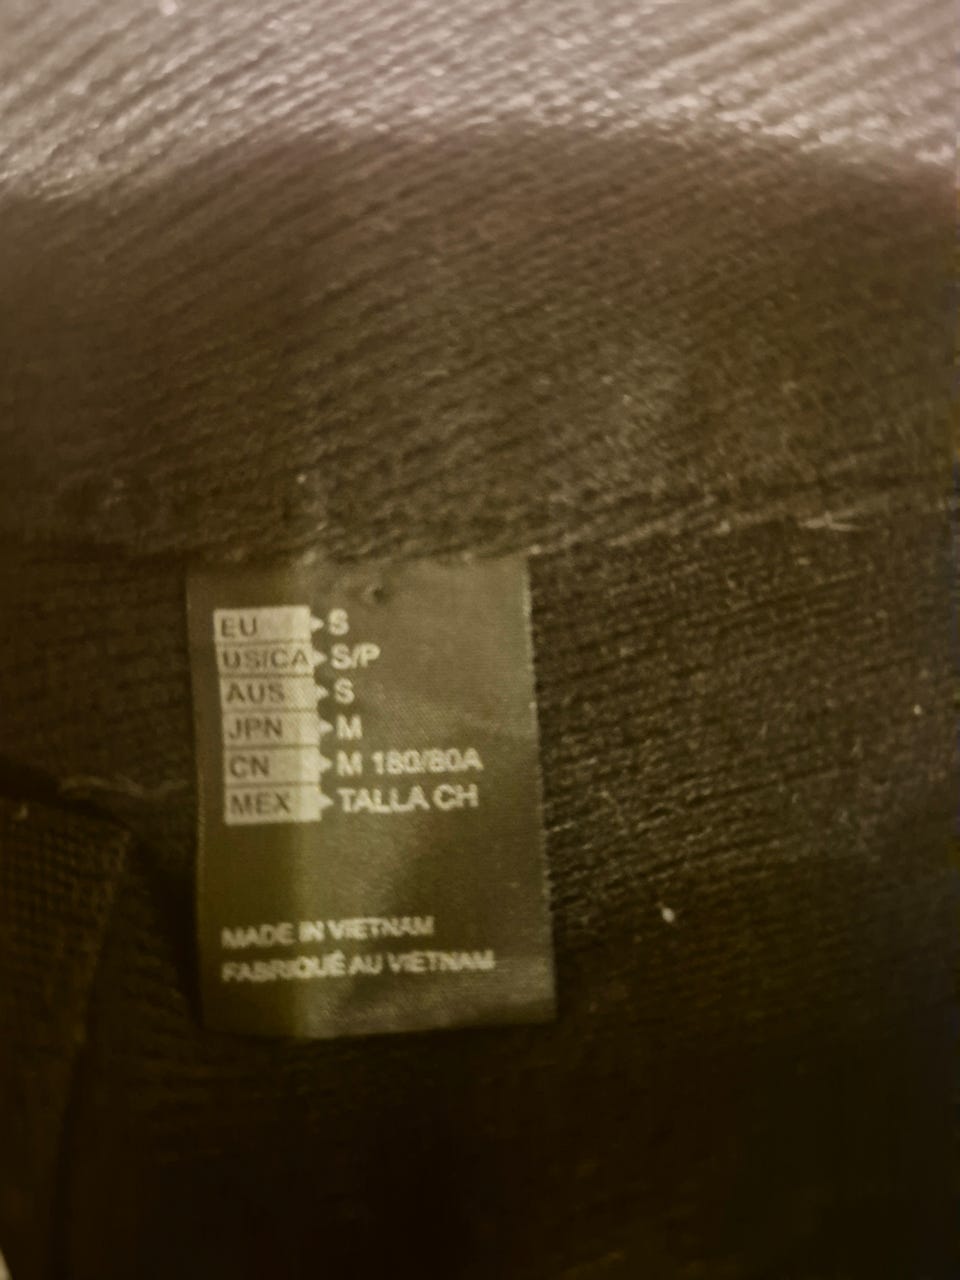 EU S
US/CA S/P
AUS S
JPN M
CN M 180/80A
MEX TALLA CH
MADE IN VIETNAM
FABRIQUÉ AU VIETNAM